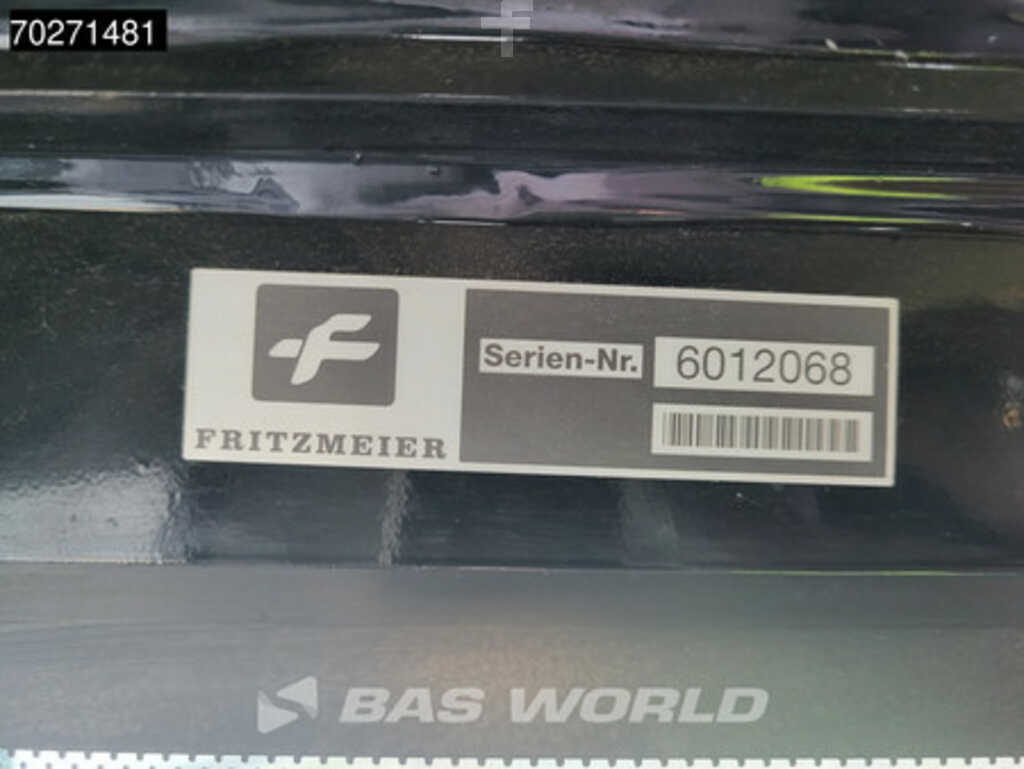 70271481
Serien-Nr. 6012068
FRITZMEIER
BAS WORLD